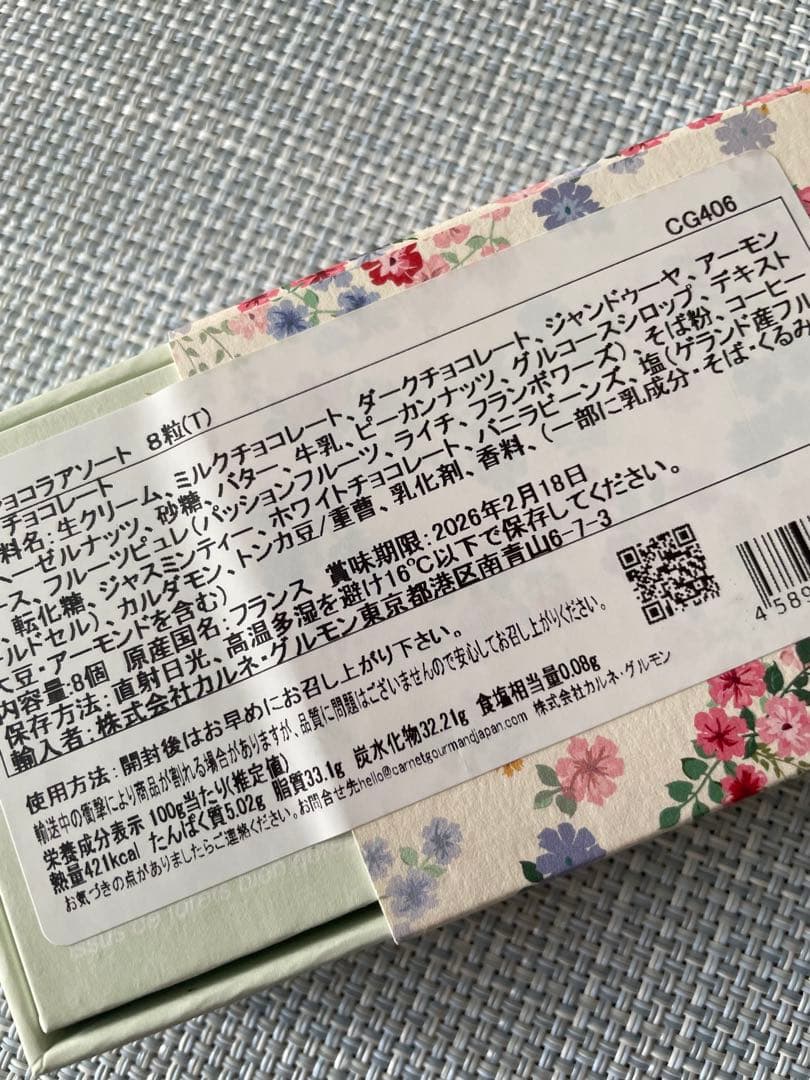 CG406
ョコラアソート 8粒(T)
チョコレート
料名:生クリーム、ミルクチョコレート、ダークチョコレート、ジャンドゥーヤ、アーモン
ヘーゼルナッツ、砂糖、バター、牛乳、ピーカンナッツ、グルコースシロップ、デキスト
ース、フルーツピュレ(パッションフルーツ、ライチ、フランボワーズ)、そば粉、コーヒー
、転化糖、ジャスミンティー、ホワイトチョコレート、バニラビーンズ、塩(ゲランド産フル
ールドセル)、カルダモン、トンカ豆/重曹、乳化剤、香料、(一部に乳成分・そば・くるみ
大豆・アーモンドを含む)
内容量:8個 原産国名:フランス 賞味期限:2026年2月18日
保存方法:直射日光、高温多湿を避け16℃以下で保存してください。
輸入者:株式会社カルネ・グルモン東京都港区南青山6-7-3
使用方法:開封後はお早めにお召し上がり下さい。
輸送中の衝撃により商品が割れる場合がありますが、品質に問題はございませんので安心してお召し上がりください。
栄養成分表示 100g当たり(推定値)
熱量421kcal たんぱく質5.02g 脂質33.1g 炭水化物32.21g 食塩相当量0.08g
お気づきの点がありましたらご連絡ください。お問合せ先hello@carnetgourmandjapan.com 株式会社カルネ・グルモン